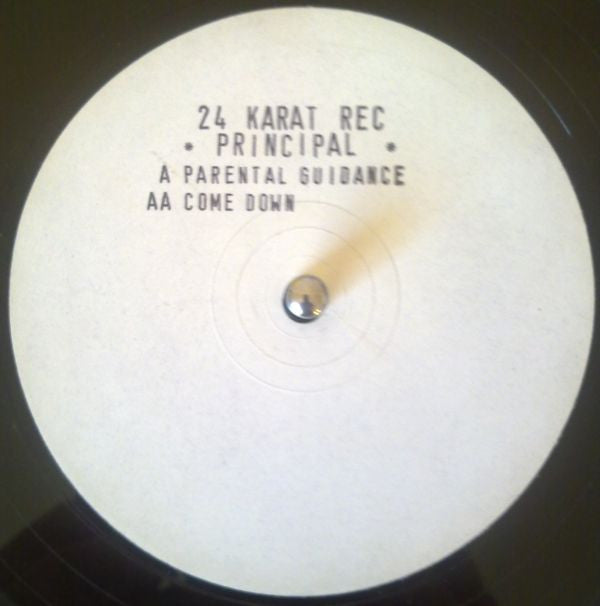 24 KARAT REC
* PRINCIPAL *
A PARENTAL GUIDANCE
AA COME DOWN